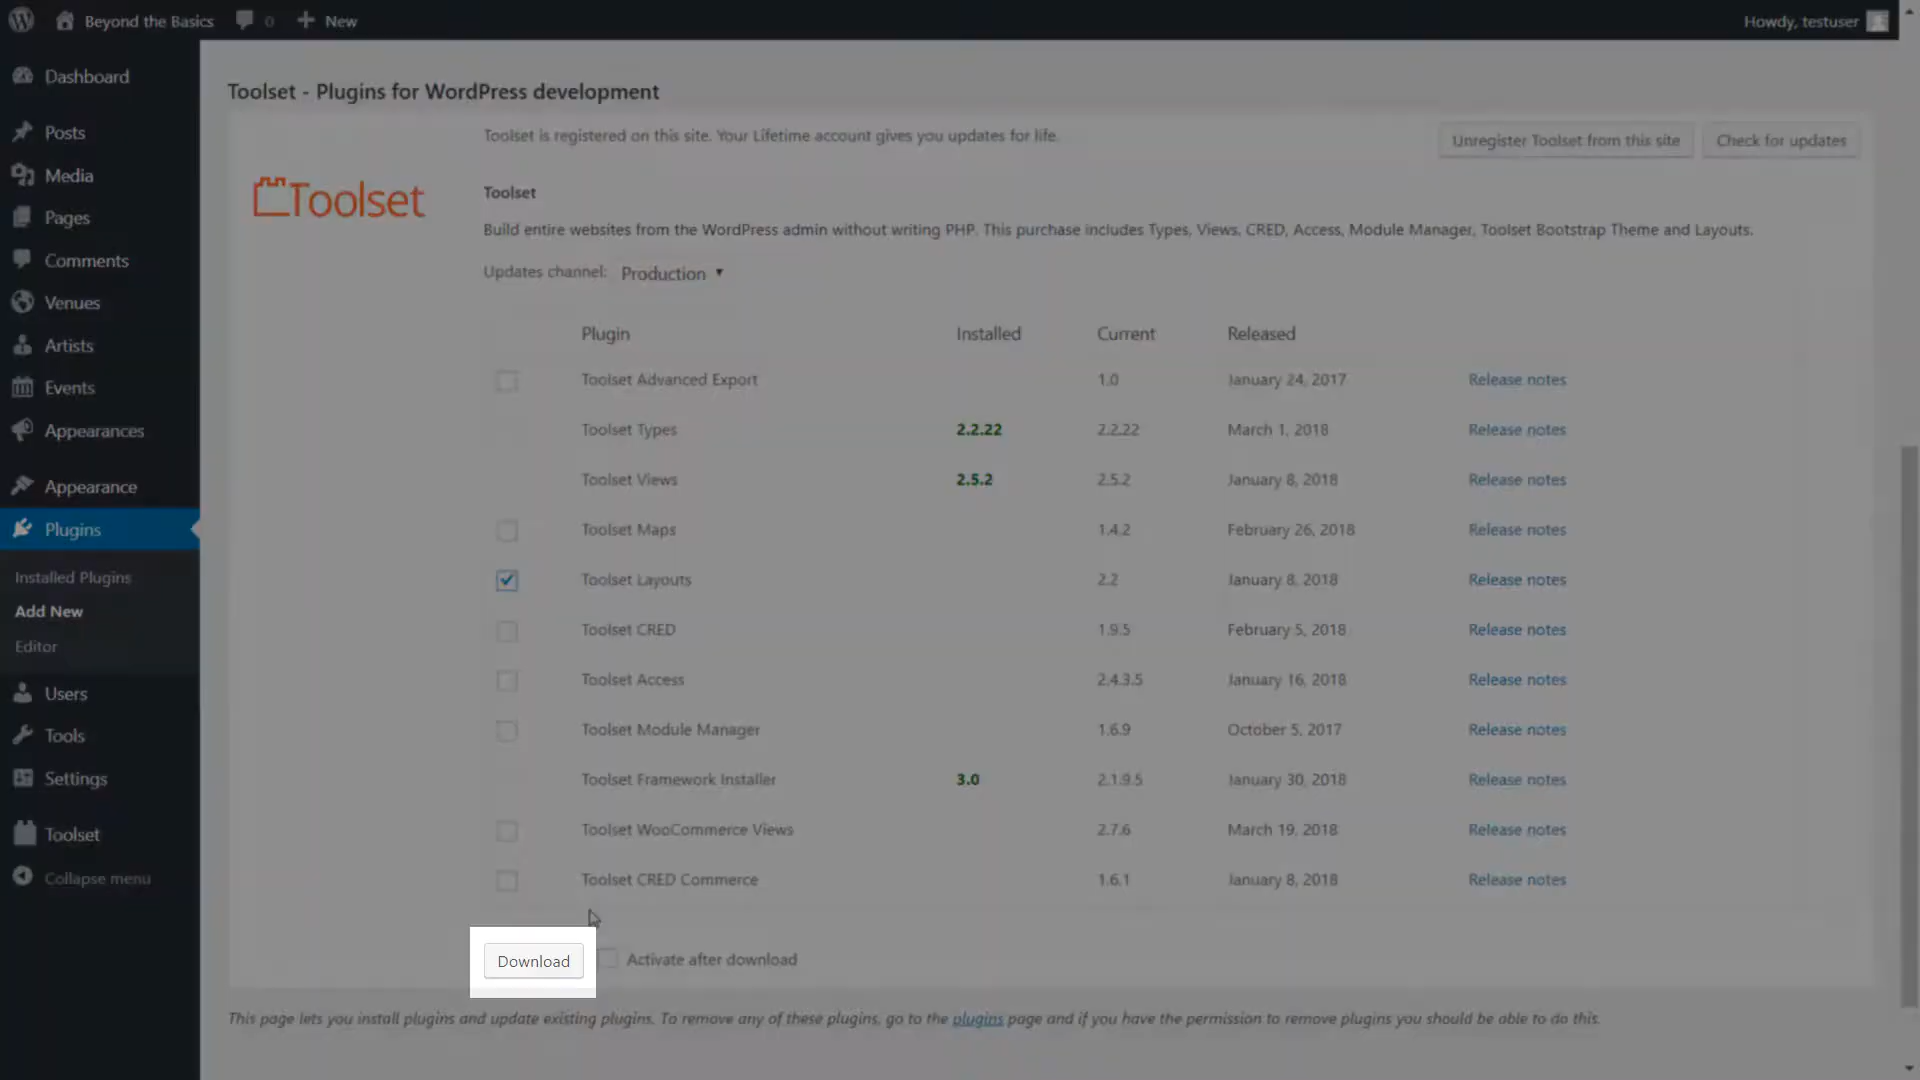 Beyond the Basics 0 New Howdy, testuser
Dashboard
Posts
Media
Pages
Comments
Venues
Artists
Events
Appearances
Appearance
Plugins
Installed Plugins
Add New
Editor
Users
Tools
Settings
Toolset
Collapse menu
Toolset - Plugins for WordPress development
Toolset is registered on this site. Your Lifetime account gives you updates for life.
Unregister Toolset from this site Check for updates
Toolset
Toolset
Build entire websites from the WordPress admin without writing PHP. This purchase includes Types, Views, CRED, Access, Module Manager, Toolset Bootstrap Theme and Layouts.
Updates channel: Production
Plugin Installed Current Released
Toolset Advanced Export 1.0 January 24, 2017 Release notes
Toolset Types 2.2.22 2.2.22 March 1, 2018 Release notes
Toolset Views 2.5.2 2.5.2 January 8, 2018 Release notes
Toolset Maps 1.4.2 February 26, 2018 Release notes
Toolset Layouts 2.2 January 8, 2018 Release notes
Toolset CRED 1.9.5 February 5, 2018 Release notes
Toolset Access 2.4.3.5 January 16, 2018 Release notes
Toolset Module Manager 1.6.9 October 5, 2017 Release notes
Toolset Framework Installer 3.0 2.1.9.5 January 30, 2018 Release notes
Toolset WooCommerce Views 2.7.6 March 19, 2018 Release notes
Toolset CRED Commerce 1.6.1 January 8, 2018 Release notes
Download Activate after download
This page lets you install plugins and update existing plugins. To remove any of these plugins, go to the plugins page and if you have the permission to remove plugins you should be able to do this.